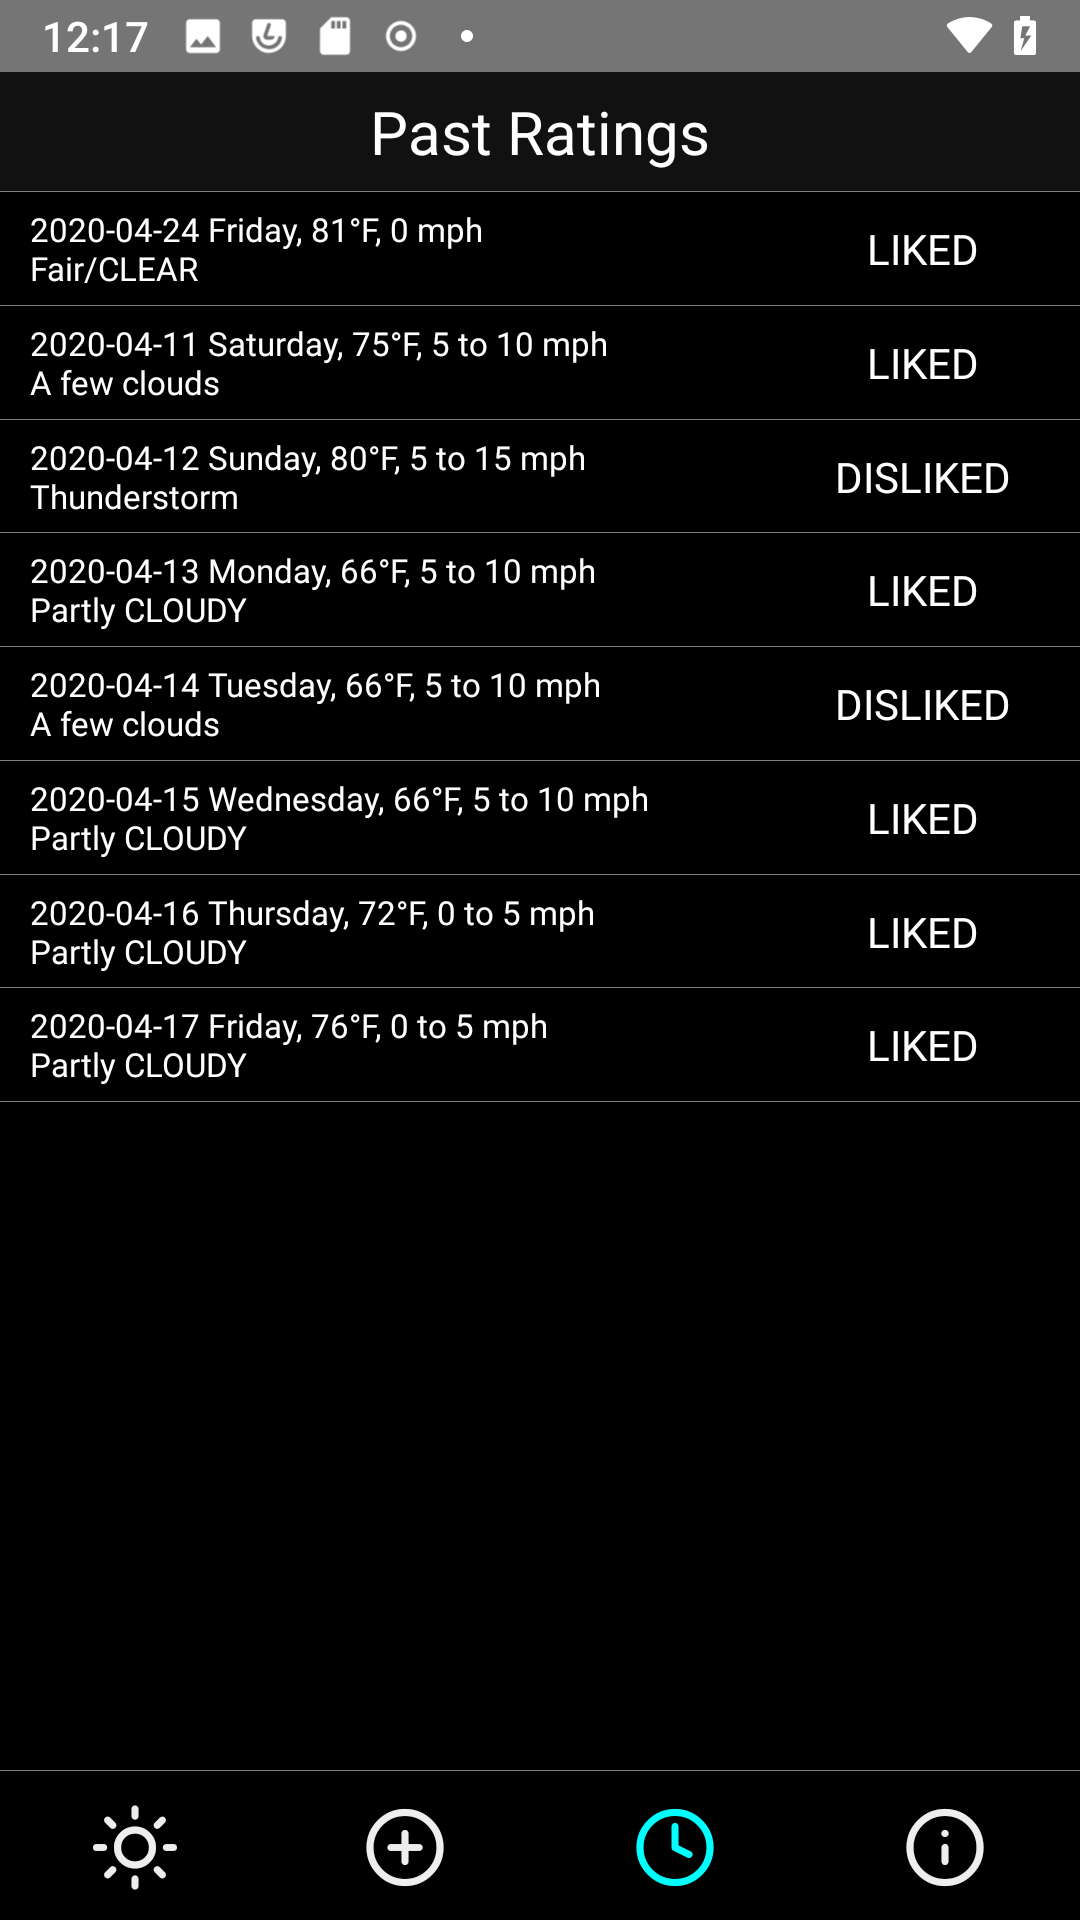 12:17
Past Ratings
2020-04-24 Friday, 81°F, 0 mph
Fair/CLEAR
LIKED
2020-04-11 Saturday, 75°F, 5 to 10 mph
A few clouds
LIKED
2020-04-12 Sunday, 80°F, 5 to 15 mph
Thunderstorm
DISLIKED
2020-04-13 Monday, 66°F, 5 to 10 mph
Partly CLOUDY
LIKED
2020-04-14 Tuesday, 66°F, 5 to 10 mph
A few clouds
DISLIKED
2020-04-15 Wednesday, 66°F, 5 to 10 mph
Partly CLOUDY
LIKED
2020-04-16 Thursday, 72°F, 0 to 5 mph
Partly CLOUDY
LIKED
2020-04-17 Friday, 76°F, 0 to 5 mph
Partly CLOUDY
LIKED